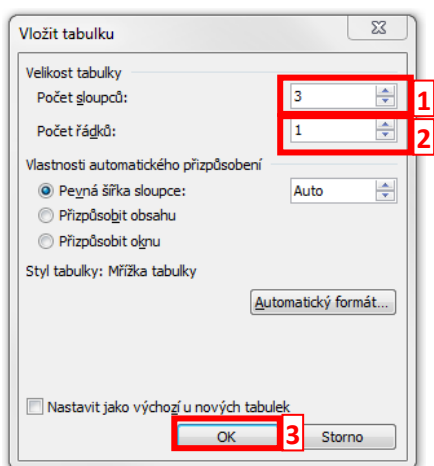 Vložit tabulku
Velikost tabulky
Počet sloupců: 3 1
Počet řádků: 1 2
Vlastnosti automatického přizpůsobení
Pevná šířka sloupce: Auto
Přizpůsobit obsahu
Přizpůsobit oknu
Styl tabulky: Mřížka tabulky
Automatický formát...
Nastavit jako výchozí u nových tabulek
OK 3 Storno